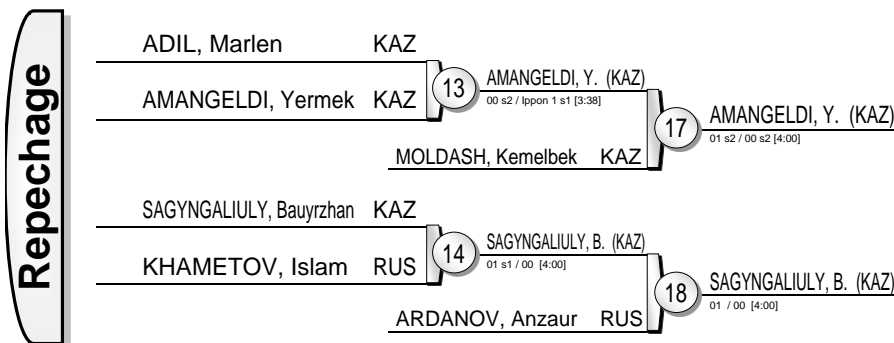 Repechage
ADIL, Marlen KAZ
AMANGELDI, Yermek KAZ
13
AMANGELDI, Y. (KAZ)
00 s2 / Ippon 1 s1 [3:38]
MOLDASH, Kemelbek KAZ
17
AMANGELDI, Y. (KAZ)
01 s2 / 00 s2 [4:00]
SAGYNGALIULY, Bauyrzhan KAZ
KHAMETOV, Islam RUS
14
SAGYNGALIULY, B. (KAZ)
01 s1 / 00 [4:00]
ARDANOV, Anzaur RUS
18
SAGYNGALIULY, B. (KAZ)
01 / 00 [4:00]